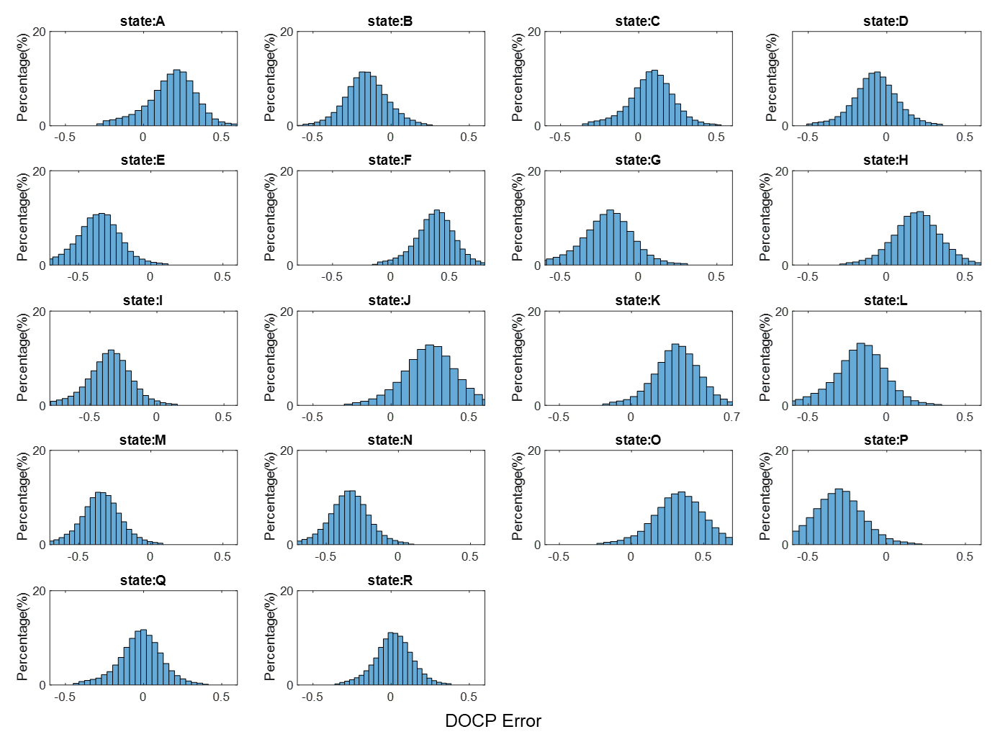 state:A
state:B
state:C
state:D
20
Percentage(%)
0
-0.5
0
0.5
20
Percentage(%)
0
-0.5
0
0.5
20
Percentage(%)
0
-0.5
0
0.5
20
Percentage(%)
0
-0.5
0
0.5
state:E
state:F
state:G
state:H
20
Percentage(%)
0
-0.5
0
0.5
20
Percentage(%)
0
-0.5
0
0.5
20
Percentage(%)
0
-0.5
0
0.5
20
Percentage(%)
0
-0.5
0
0.5
state:I
state:J
state:K
state:L
20
Percentage(%)
0
-0.5
0
0.5
20
Percentage(%)
0
-0.5
0
0.5
20
Percentage(%)
0
-0.5
0
0.7
20
Percentage(%)
0
-0.5
0
0.5
state:M
state:N
state:O
state:P
20
Percentage(%)
0
-0.5
0
0.5
20
Percentage(%)
0
-0.5
0
0.5
20
Percentage(%)
0
-0.5
0
0.5
20
Percentage(%)
0
-0.5
0
0.5
state:Q
state:R
20
Percentage(%)
0
-0.5
0
0.5
20
Percentage(%)
0
-0.5
0
0.5
DOCP Error